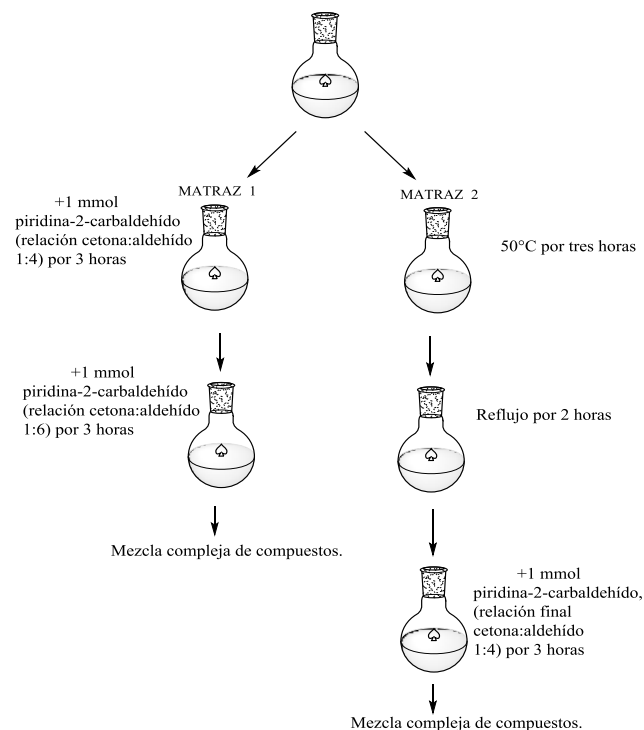 MATRAZ 1
+1 mmol
piridina-2-carbaldehído
(relación cetona:aldehído
1:4) por 3 horas
MATRAZ 2
50°C por tres horas
+1 mmol
piridina-2-carbaldehído
(relación cetona:aldehído
1:6) por 3 horas
Reflujo por 2 horas
Mezcla compleja de compuestos.
+1 mmol
piridina-2-carbaldehído,
(relación final
cetona:aldehído
1:4) por 3 horas
Mezcla compleja de compuestos.